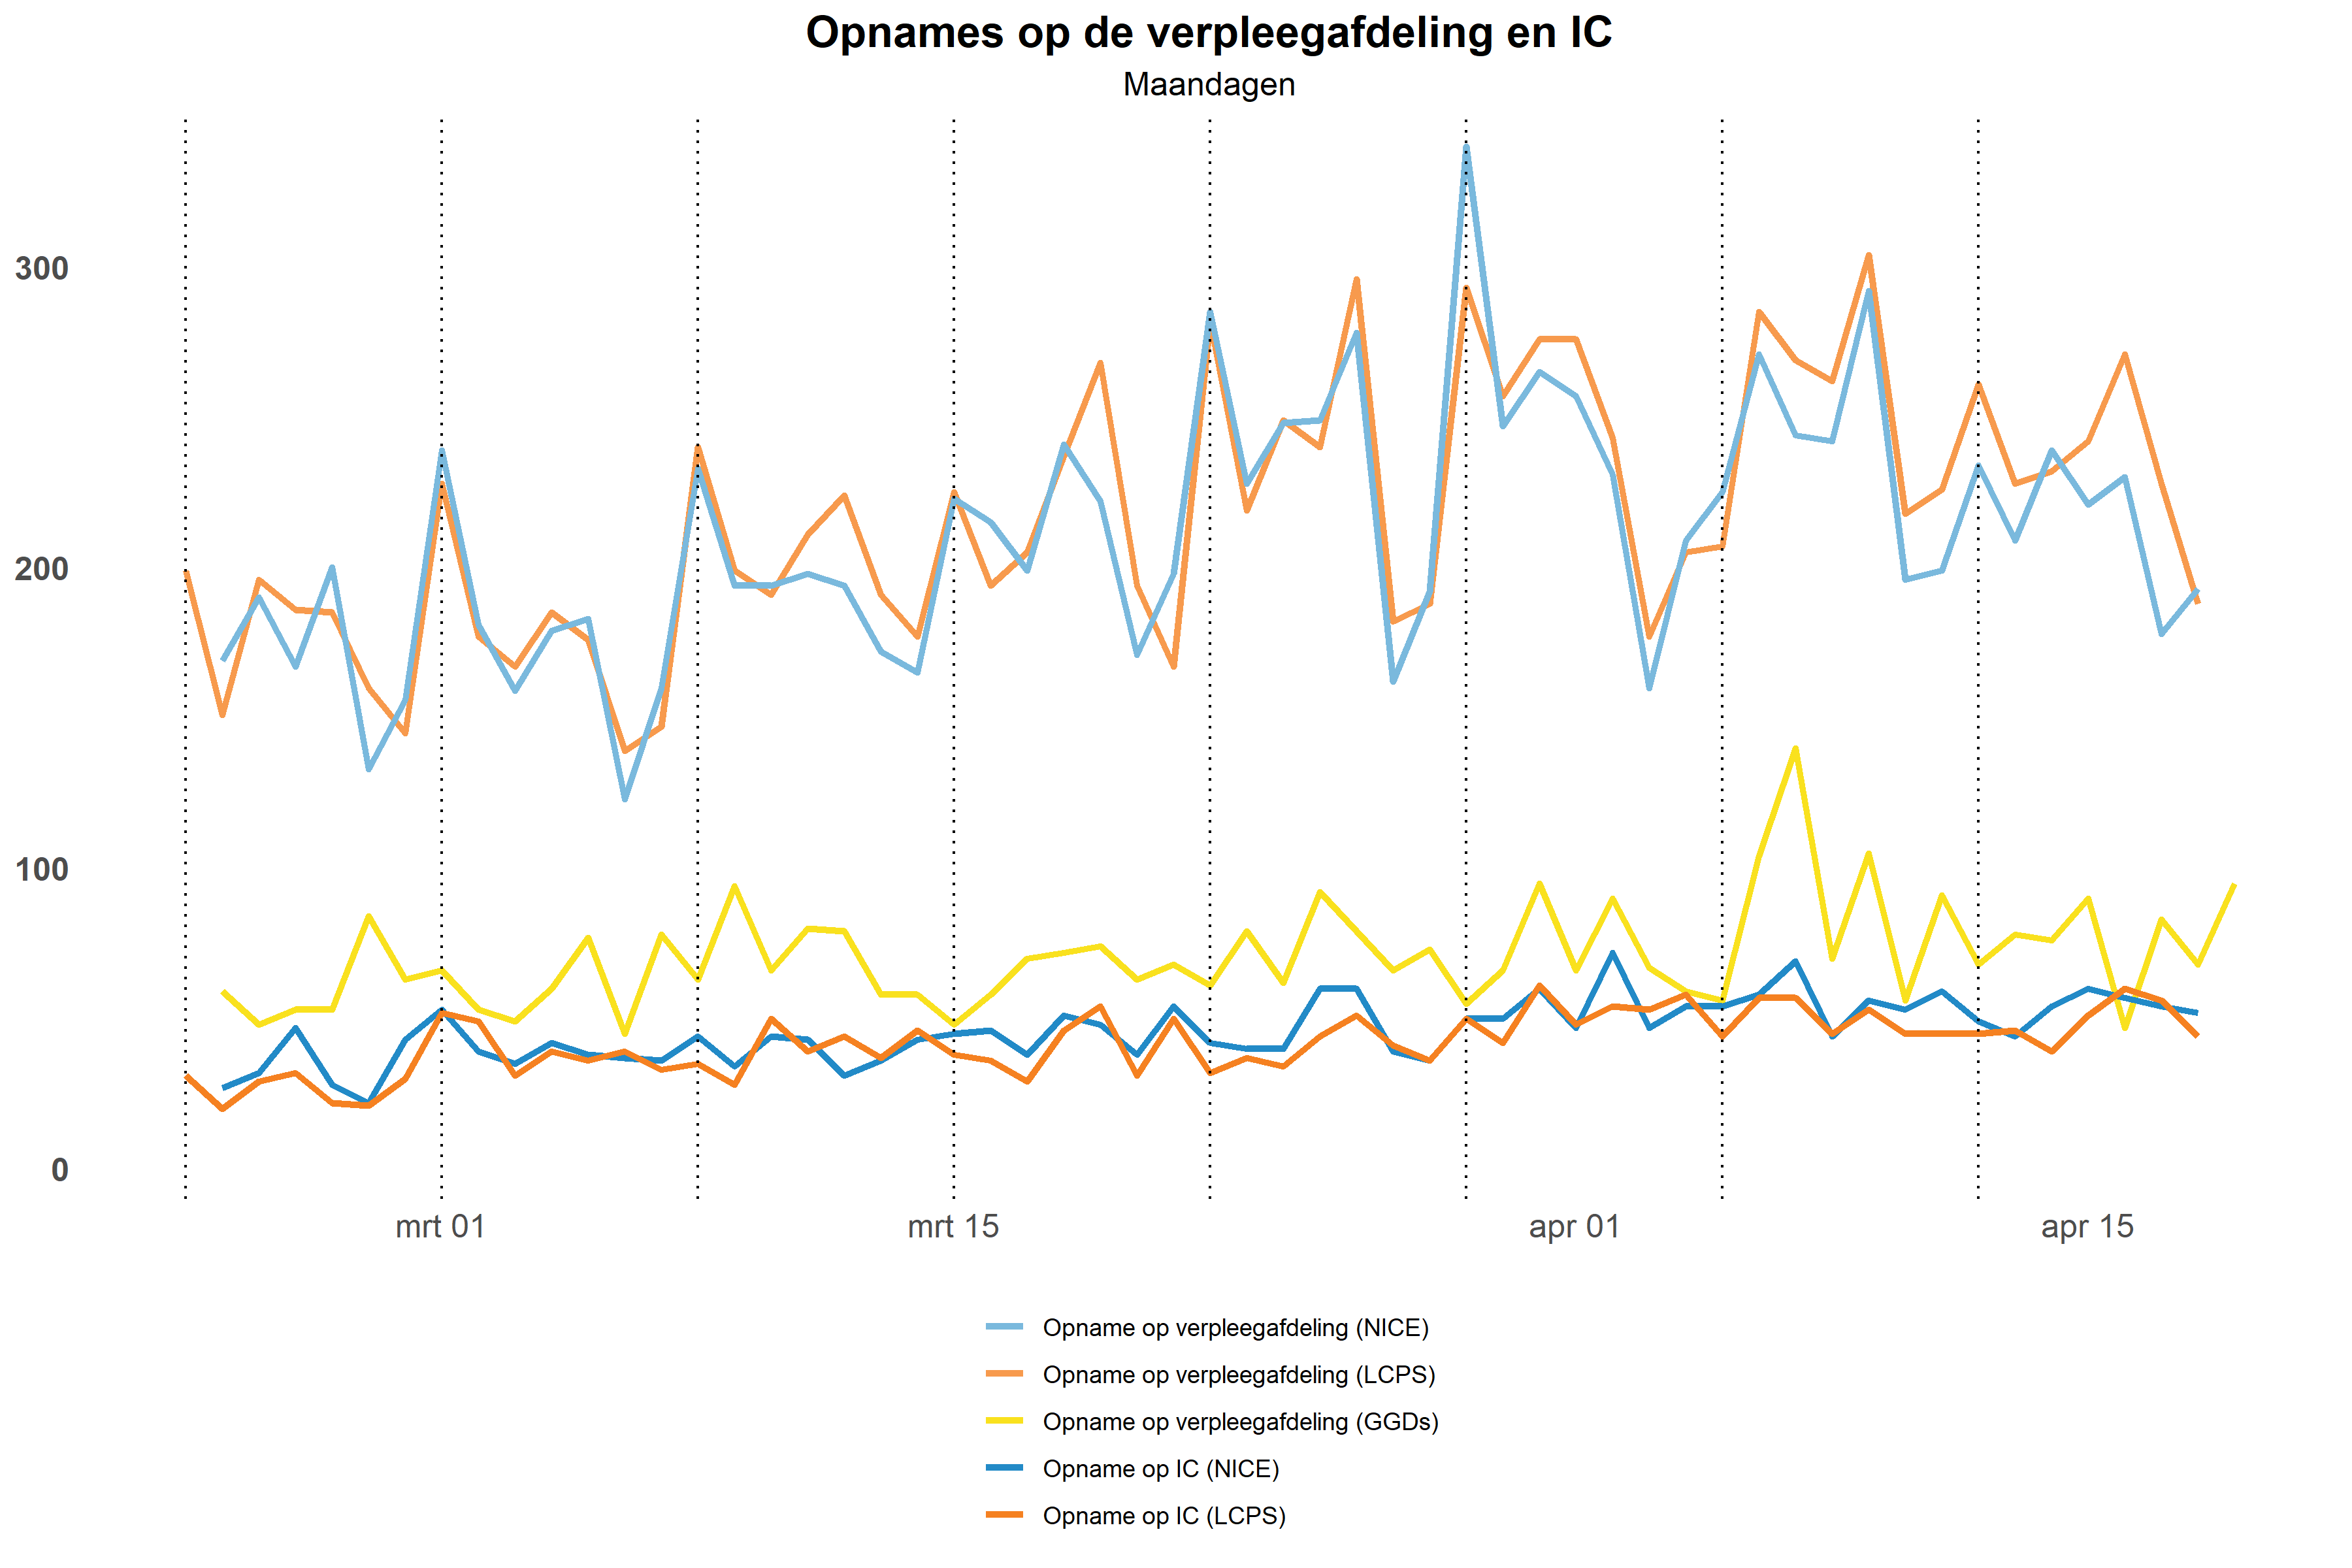 Opnames op de verpleegafdeling en IC
Maandagen
300
200
100
0
mrt 01 mrt 15 apr 01 apr 15
Opname op verpleegafdeling (NICE)
Opname op verpleegafdeling (LCPS)
Opname op verpleegafdeling (GGDs)
Opname op IC (NICE)
Opname op IC (LCPS)